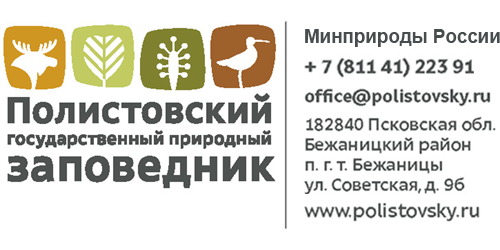 Полистовский
государственный природный
заповедник
Минприроды России
+ 7 (811 41) 223 91
office@polistovsky.ru
182840 Псковская обл.
Бежаницкий район
п. г. т. Бежаницы
ул. Советская, д. 9б
www.polistovsky.ru